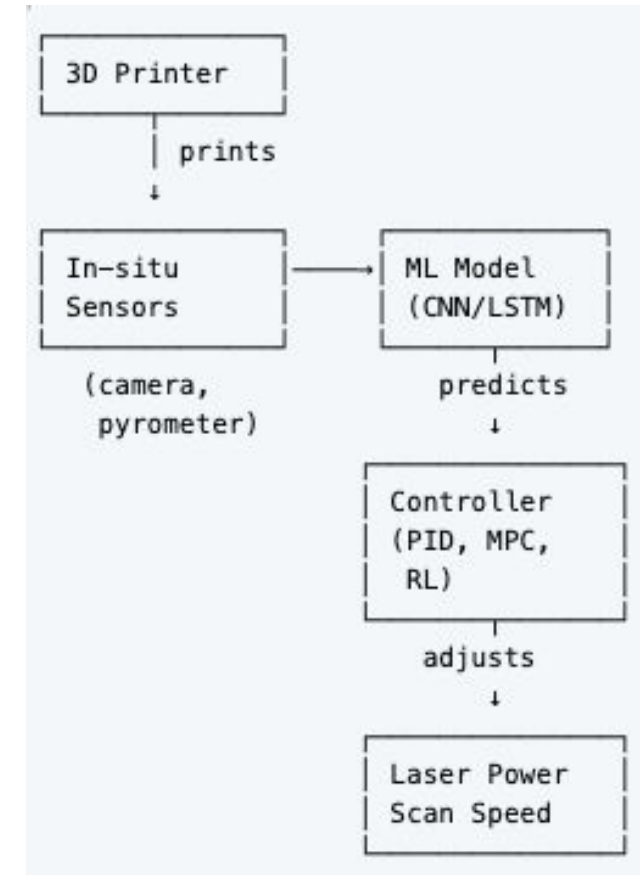 3D Printer
prints
↓
In-situ
Sensors
(camera,
pyrometer)
ML Model
(CNN/LSTM)
predicts
↓
Controller
(PID, MPC,
RL)
adjusts
↓
Laser Power
Scan Speed